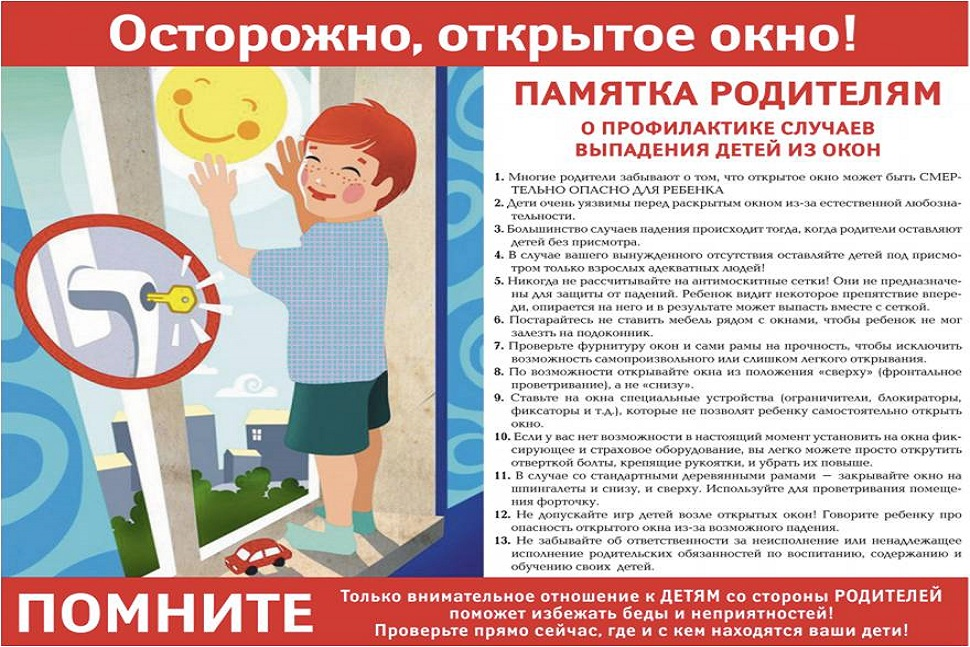 Осторожно, открытое окно!
ПАМЯТКА РОДИТЕЛЯМ
О ПРОФИЛАКТИКЕ СЛУЧАЕВ
ВЫПАДЕНИЯ ДЕТЕЙ ИЗ ОКОН
1. Многие родители забывают о том, что открытое окно может быть СМЕР-
ТЕЛЬНО ОПАСНО ДЛЯ РЕБЕНКА
2. Дети очень уязвимы перед раскрытым окном из-за естественной любозна-
тельности.
3. Большинство случаев падения происходит тогда, когда родители оставляют
детей без присмотра.
4. В случае вашего вынужденного отсутствия оставляйте детей под присмо-
тром только взрослых адекватных людей!
5. Никогда не рассчитывайте на антимоскитные сетки! Они не предназначе-
ны для защиты от падений. Ребенок видит некоторое препятствие впере-
ди, опирается на него и в результате может выпасть вместе с сеткой.
6. Постарайтесь не ставить мебель рядом с окнами, чтобы ребенок не мог
залезть на подоконник.
7. Проверьте фурнитуру окон и сами рамы на прочность, чтобы исключить
возможность самопроизвольного или слишком легкого открывания.
8. По возможности открывайте окна из положения «сверху» (фронтальное
проветривание), а не «снизу».
9. Ставьте на окна специальные устройства (ограничители, блокираторы,
фиксаторы и т.д.), которые не позволят ребенку самостоятельно открыть
окно.
10. Если у вас нет возможности в настоящий момент установить на окна фик-
сирующее и страховое оборудование, вы легко можете просто открутить
отверткой болты, крепящие рукоятки, и убрать их повыше.
11. В случае со стандартными деревянными рамами – закрывайте окно на
шпингалеты и снизу, и сверху. Используйте для проветривания помеще-
ния форточку.
12. Не допускайте игр детей возле открытых окон! Говорите ребенку про
опасность открытого окна из-за возможного падения.
13. Не забывайте об ответственности за неисполнение или ненадлежащее
исполнение родительских обязанностей по воспитанию, содержанию и
обучению своих детей.
ПОМНИТЕ
Только внимательное отношение к ДЕТЯМ со стороны РОДИТЕЛЕЙ
поможет избежать беды и неприятностей!
Проверьте прямо сейчас, где и с кем находятся ваши дети!